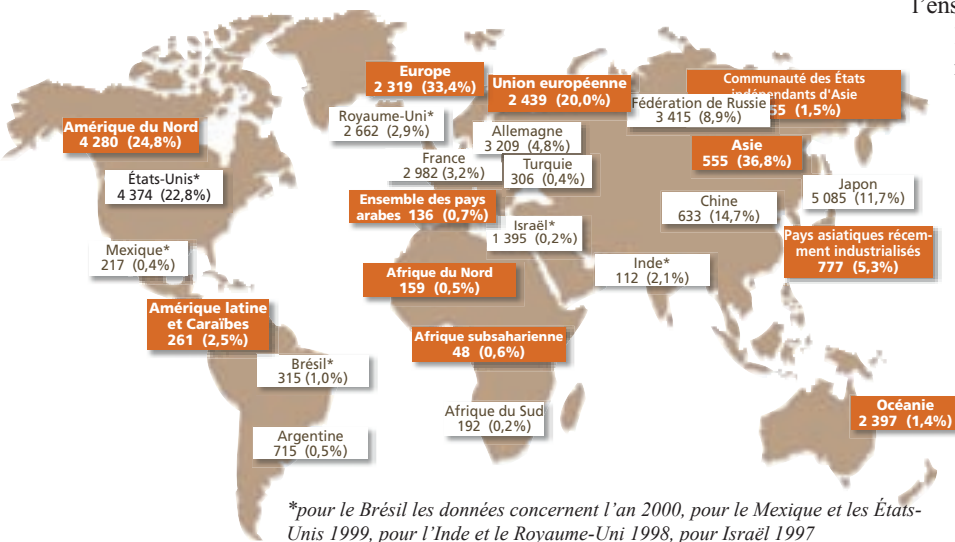 l'ens
Europe
2 319 (33,4%)
Union européenne
2 439 (20,0%)
Communauté des États
indépendants d'Asie
55 (1,5%)
Fédération de Russie
3 415 (8,9%)
Royaume-Uni*
2 662 (2,9%)
Allemagne
3 209 (4,8%)
Amérique du Nord
4 280 (24,8%)
Asie
555 (36,8%)
France
2 982 (3,2%)
Turquie
306 (0,4%)
États-Unis*
4 374 (22,8%)
Japon
5 085 (11,7%)
Ensemble des pays
arabes 136 (0,7%)
Chine
633 (14,7%)
Israël*
1 395 (0,2%)
Pays asiatiques récem-
ment industrialisés
777 (5,3%)
Mexique*
217 (0,4%)
Inde*
112 (2,1%)
Afrique du Nord
159 (0,5%)
Amérique latine
et Caraïbes
261 (2,5%)
Afrique subsaharienne
48 (0,6%)
Brésil*
315 (1,0%)
Afrique du Sud
192 (0,2%)
Océanie
2 397 (1,4%)
Argentine
715 (0,5%)
*pour le Brésil les données concernent l'an 2000, pour le Mexique et les États-
Unis 1999, pour l'Inde et le Royaume-Uni 1998, pour Israël 1997